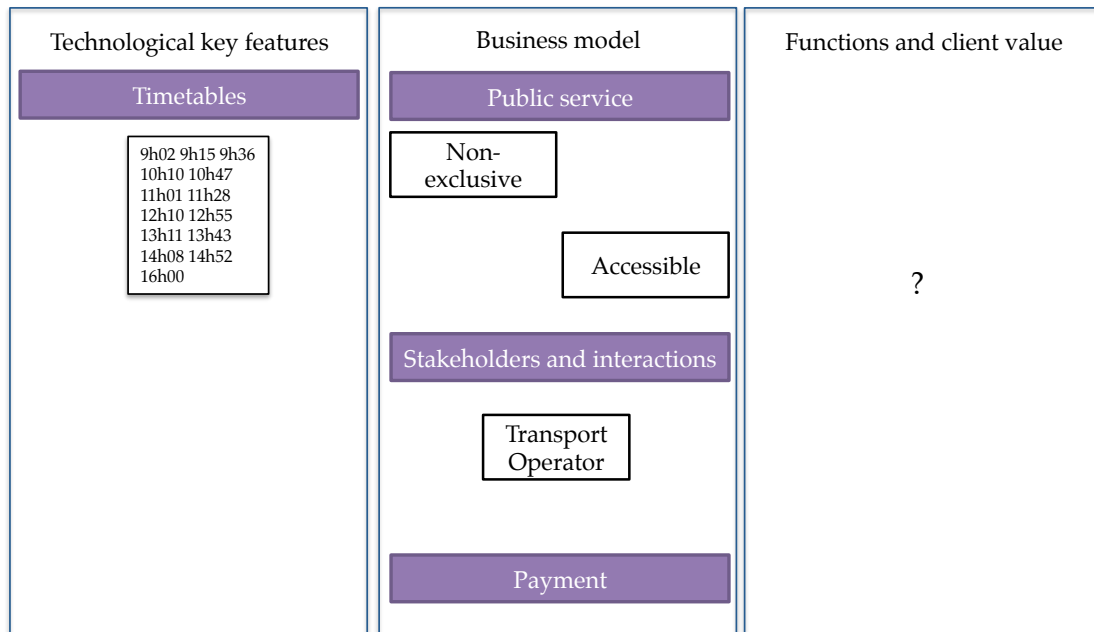 Technological key features
Timetables
9h02 9h15 9h36
10h10 10h47
11h01 11h28
12h10 12h55
13h11 13h43
14h08 14h52
16h00
Business model
Public service
Non-
exclusive
Accessible
Stakeholders and interactions
Transport
Operator
Payment
Functions and client value
?